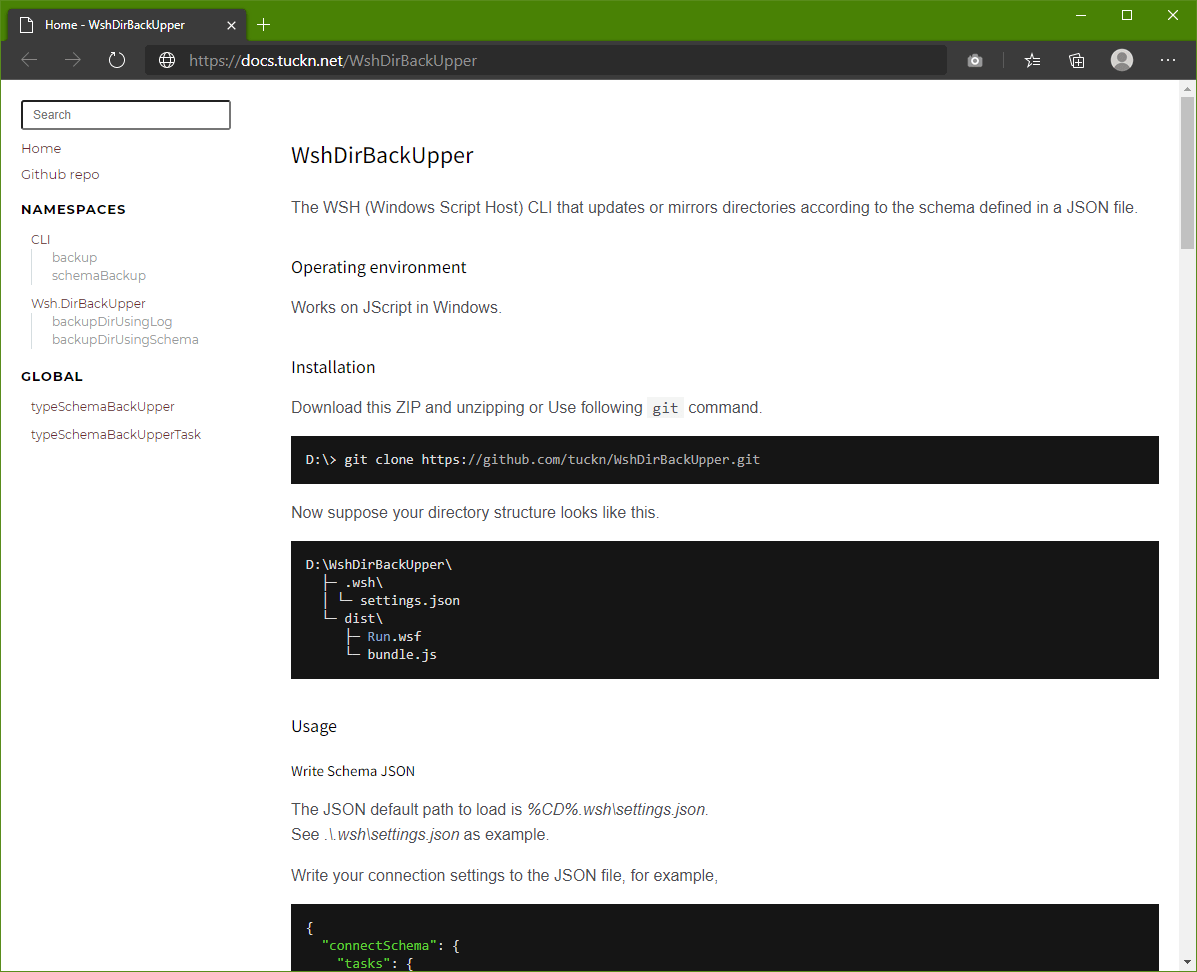 Home - WshDirBackUpper
https://docs.tuckn.net/WshDirBackUpper
Search
Home
Github repo
NAMESPACES
CLI
backup
schemaBackup
Wsh.DirBackUpper
backupDirUsingLog
backupDirUsingSchema
GLOBAL
typeSchemaBackUpper
typeSchemaBackUpperTask
WshDirBackUpper
The WSH (Windows Script Host) CLI that updates or mirrors directories according to the schema defined in a JSON file.
Operating environment
Works on JScript in Windows.
Installation
Download this ZIP and unzipping or Use following git command.
D:\> git clone https://github.com/tuckn/WshDirBackUpper.git
Now suppose your directory structure looks like this.
D:\WshDirBackUpper\
├─ .wsh\
│ └─ settings.json
└─ dist\
├─ Run.wsf
└─ bundle.js
Usage
Write Schema JSON
The JSON default path to load is %CD%.wsh\settings.json.
See .\.wsh\settings.json as example.
Write your connection settings to the JSON file, for example,
{
"connectSchema": {
"tasks": {